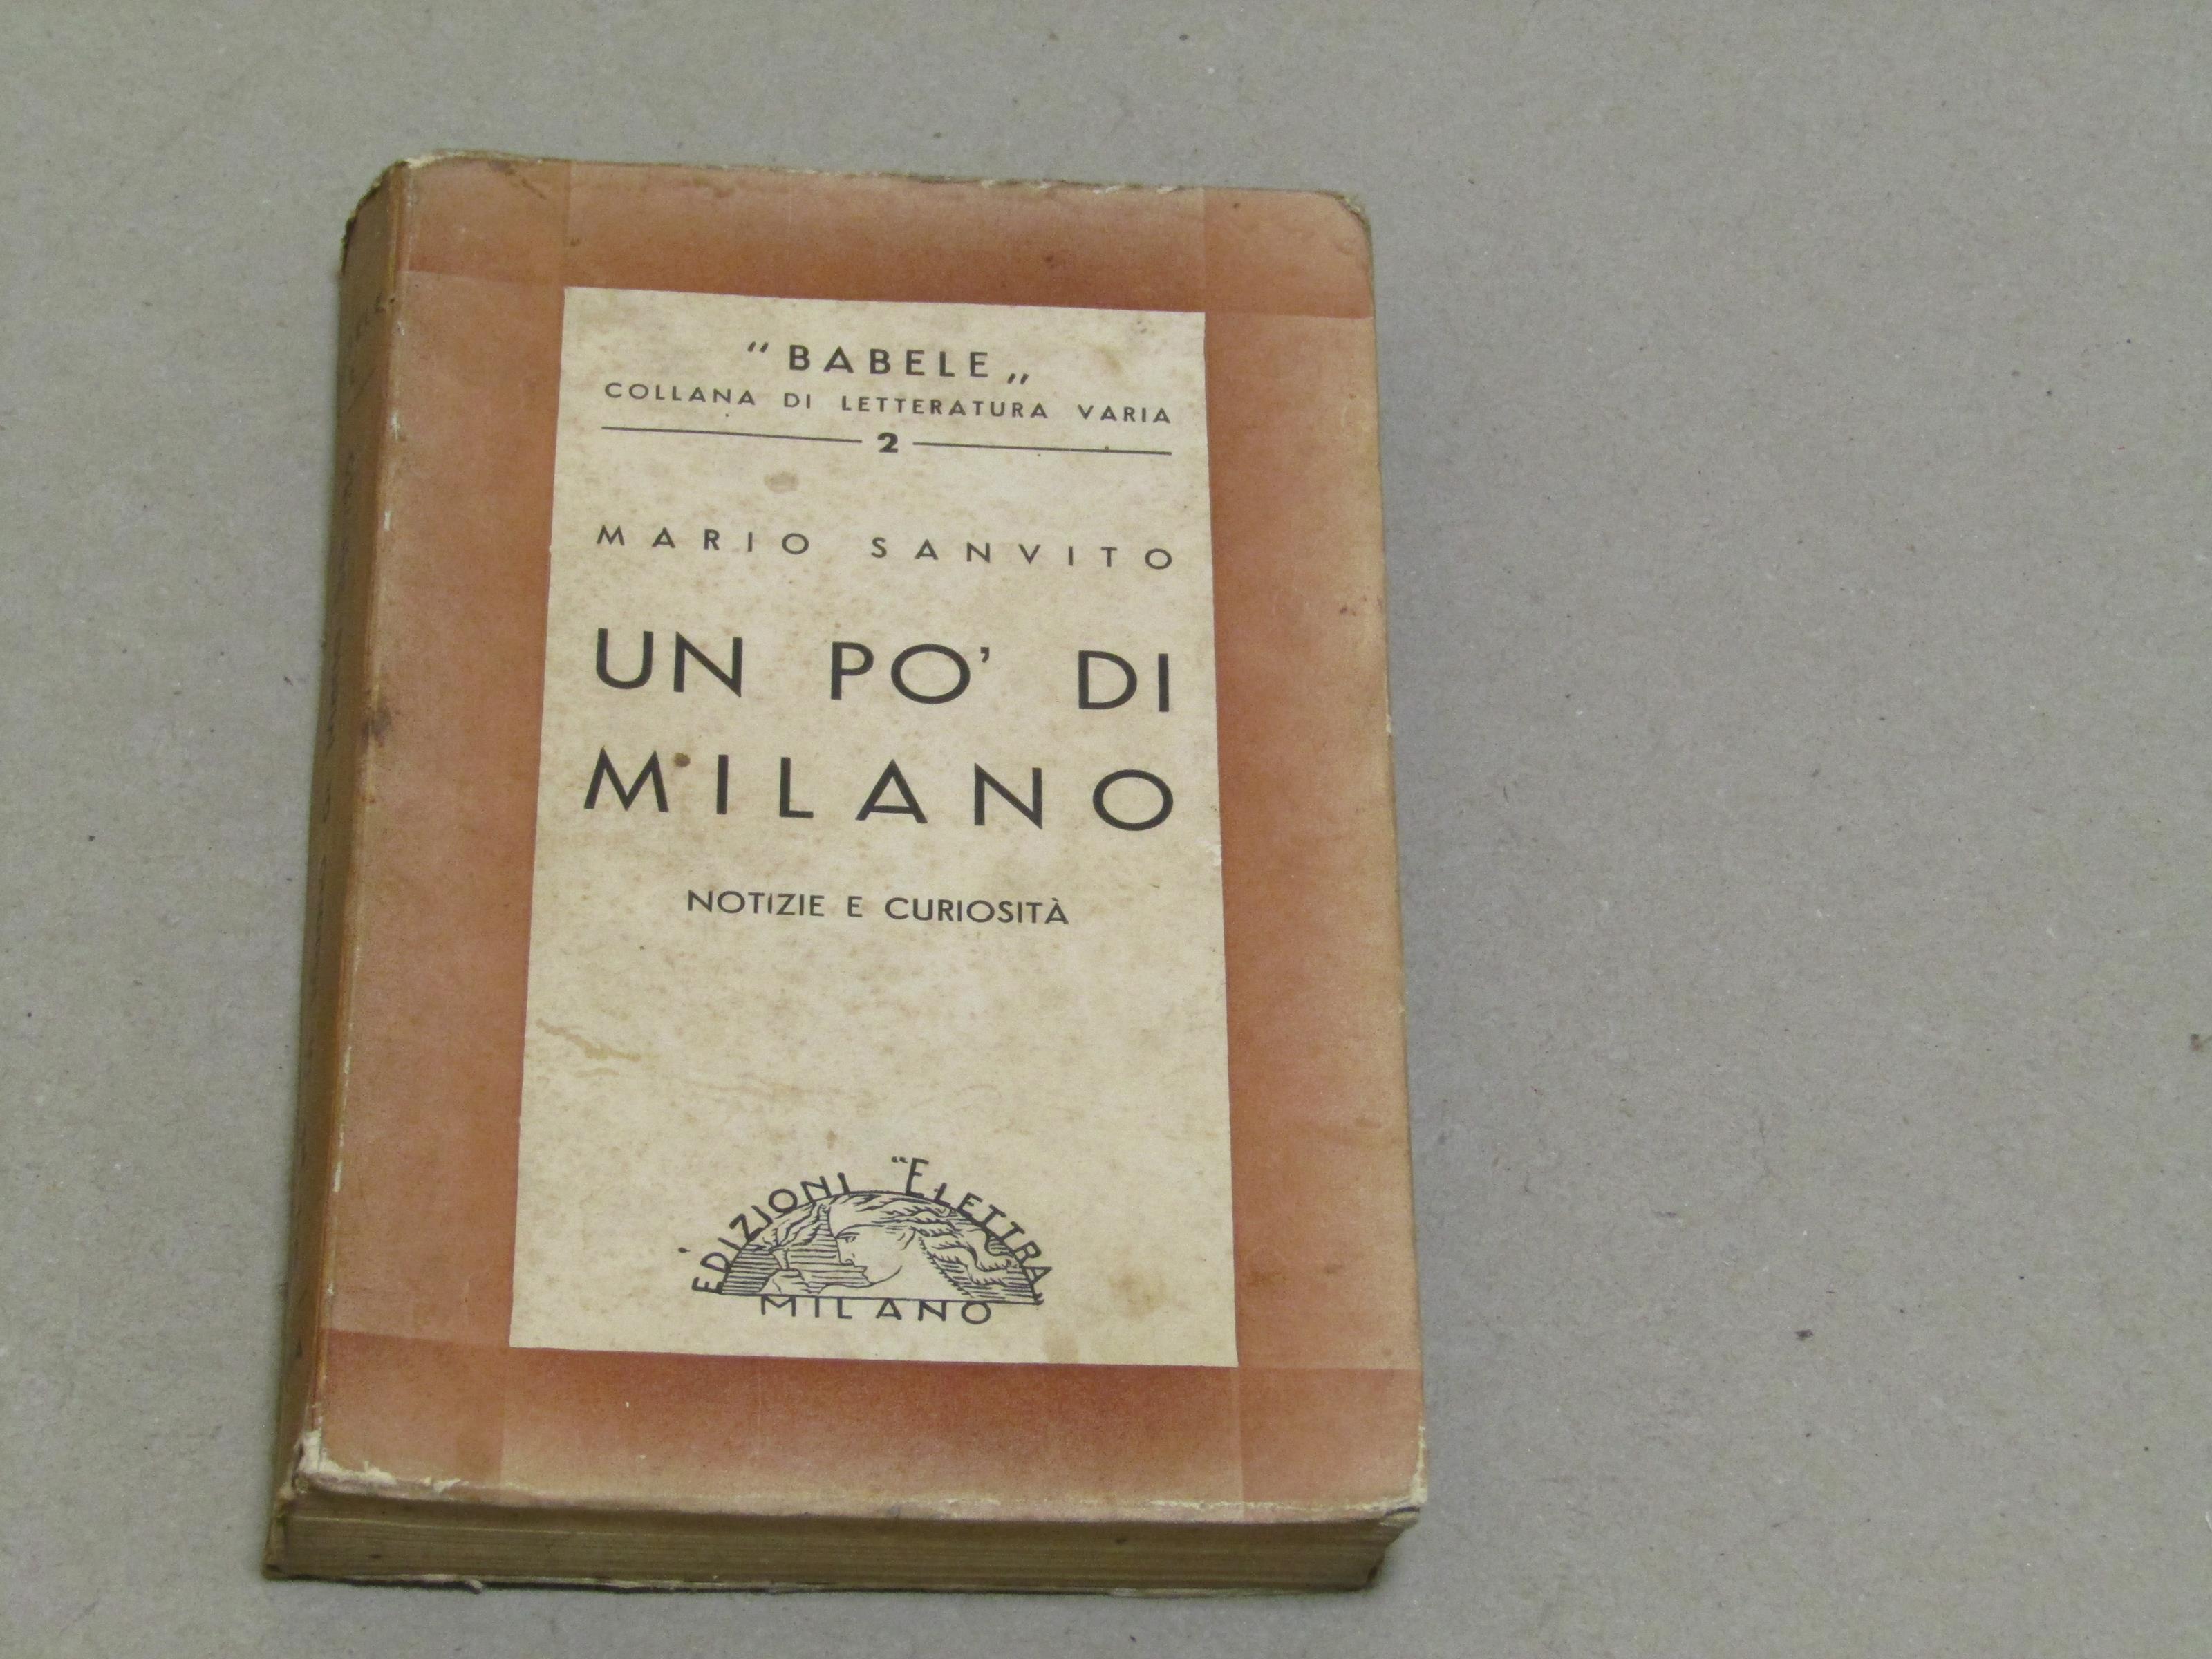 "BABELE„
COLLANA DI LETTERATURA VARIA
2
MARIO SANVITO
UN PO' DI
MILANO
NOTIZIE E CURIOSITÀ
EDIZIONI "ELETTRA"
MILANO